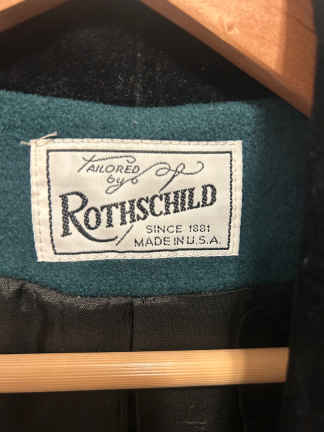 TAILORED
by
ROTHSCHILD
SINCE 1881
MADE IN U.S.A.